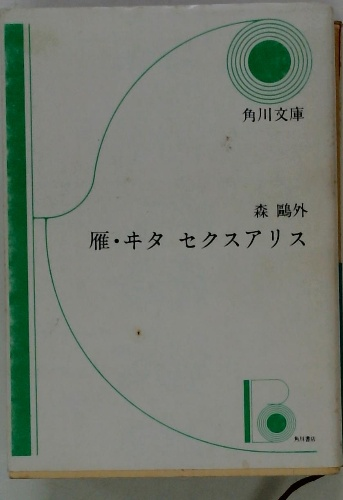 角川文庫
森 鷗外
雁・ヰタ セクスアリス
角川書店